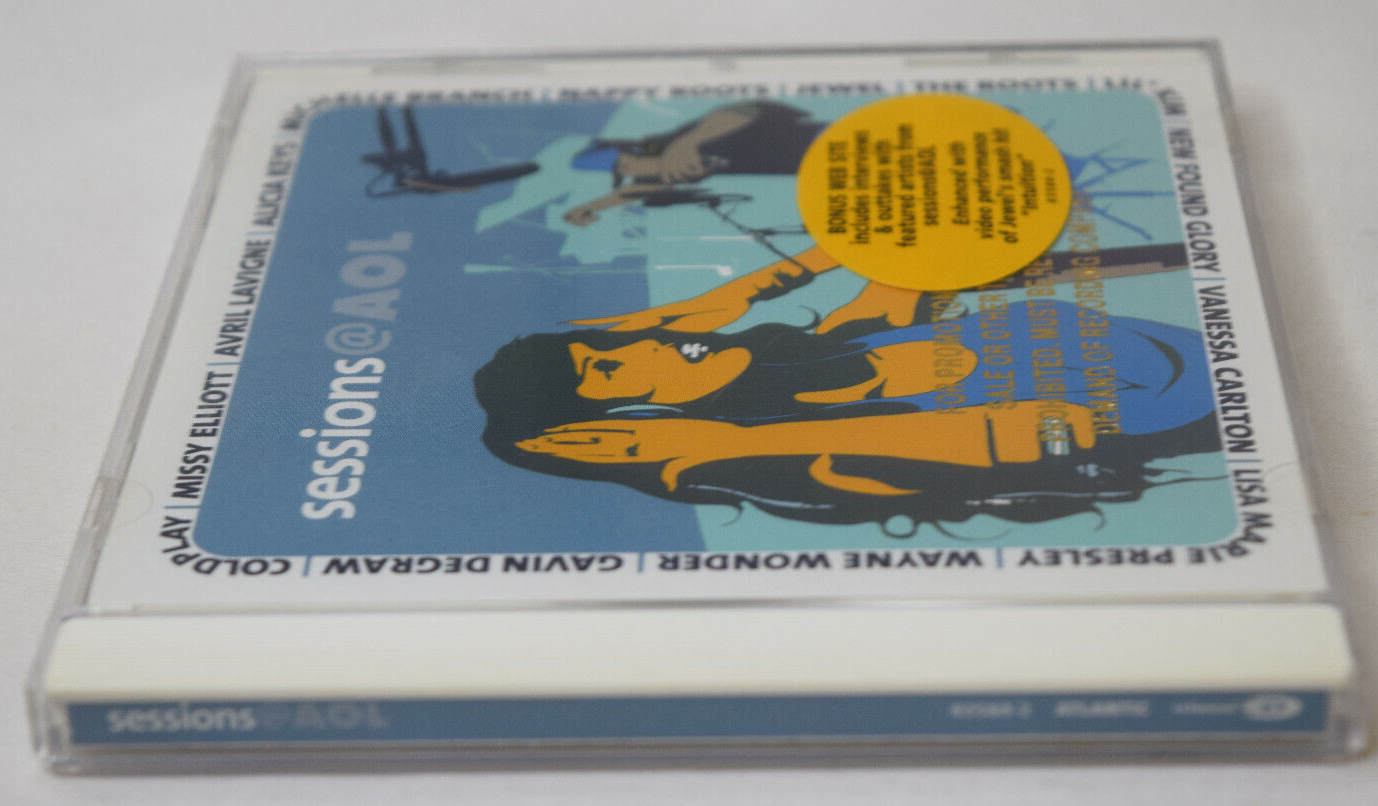 COLDPLAY | MISSY ELLIOTT | AVRIL LAVIGNE | ALICIA KEYS
BRANCH | NAPPY ROOTS | JEWEL | THE ROOTS
NEW FOUND GLORY | VANESSA CARLTON | LISA MARIE PRESLEY | WAYNE WONDER | GAVIN DEGRAW |
sessions@AOL
BONUS WEB SITE
includes interviews
& outtakes with
featured artists from
sessions@AOL
Enhanced with
video performance
of Jewel's smash hit
"Intuition"
FOR PROMOTION
SALE OR OTHER
PROHIBITED. MUST BE RE
DEMAND OF RECORDING COMP
sessions@AOL
ATLANTIC